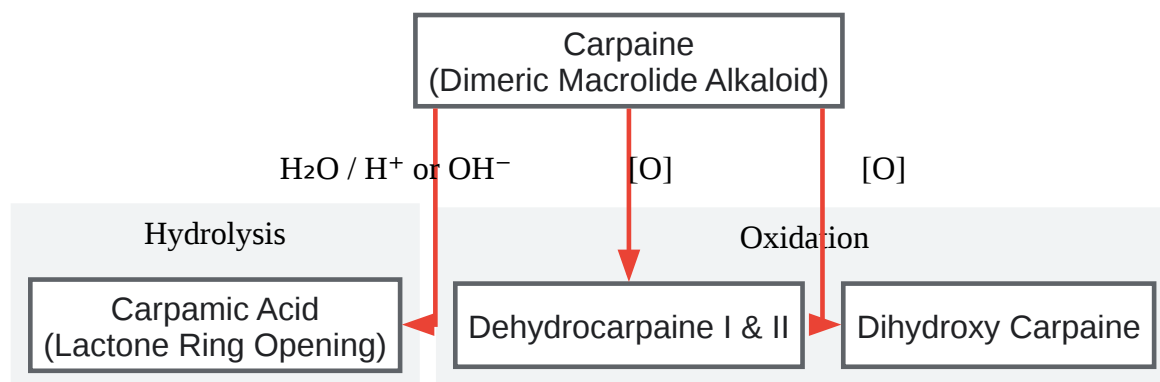 Carpaine
(Dimeric Macrolide Alkaloid)
H₂O / H⁺ or OH⁻
[O]
[O]
Hydrolysis
Oxidation
Carpamic Acid
(Lactone Ring Opening)
Dehydrocarpaine I & II
Dihydroxy Carpaine